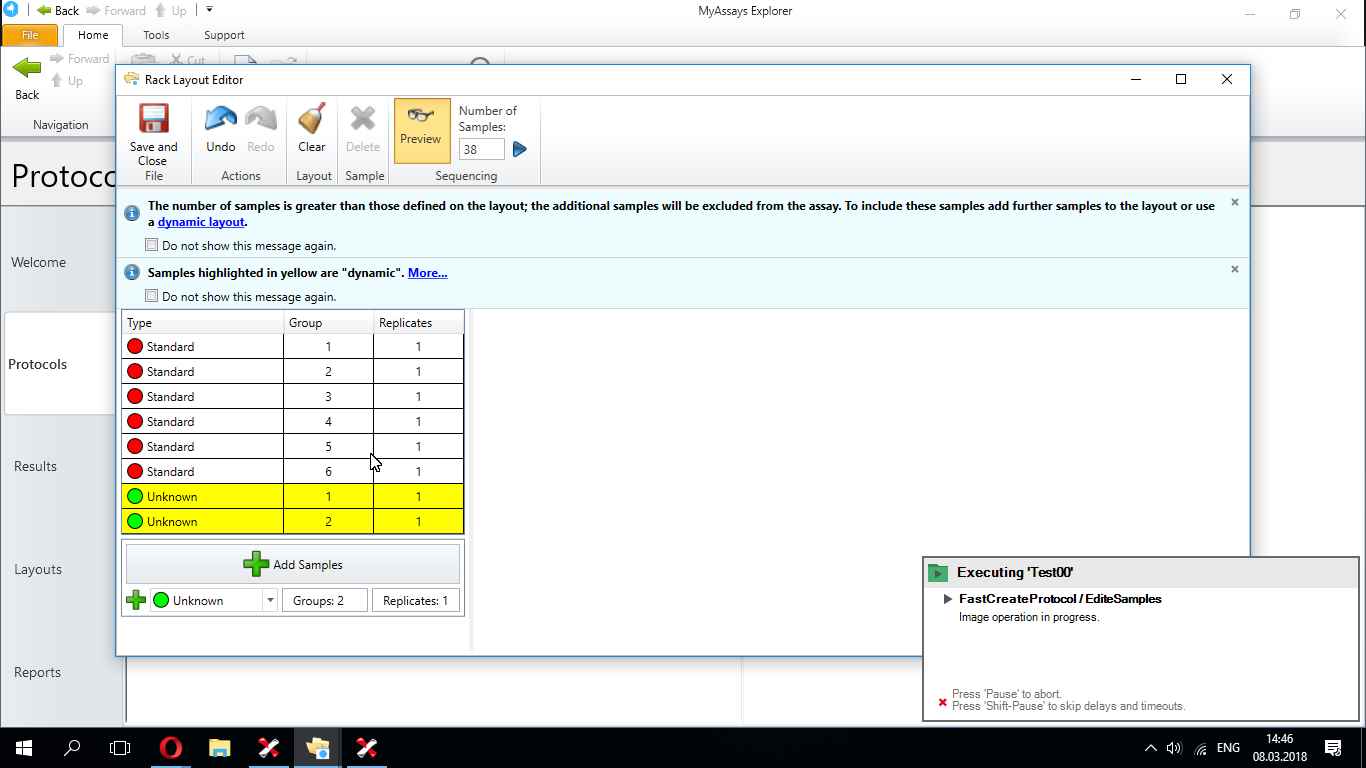 Back Forward Up
MyAssays Explorer
File Home Tools Support
Forward
Cut
Up
Back
Navigation
Rack Layout Editor
Save and Close
Undo
Redo
Clear
Delete
Preview
Number of Samples:
38
File
Actions
Layout
Sample
Sequencing
Protoco
The number of samples is greater than those defined on the layout; the additional samples will be excluded from the assay. To include these samples add further samples to the layout or use
a dynamic layout.
Do not show this message again.
Samples highlighted in yellow are "dynamic". More...
Do not show this message again.
Welcome
Protocols
Results
Layouts
Reports
Type Group Replicates
Standard 1 1
Standard 2 1
Standard 3 1
Standard 4 1
Standard 5 1
Standard 6 1
Unknown 1 1
Unknown 2 1
Add Samples
Unknown Groups: 2 Replicates: 1
Executing 'Test00'
FastCreateProtocol / EditeSamples
Image operation in progress.
Press 'Pause' to abort.
Press 'Shift-Pause' to skip delays and timeouts.
ENG
14:46
08.03.2018